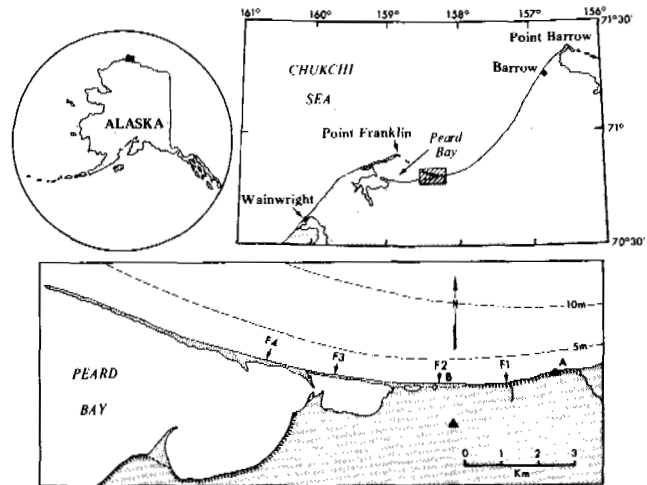 161° 160° 159° 158° 157° 156°
71°30'
Point Barrow
Barrow
CHUKCHI
SEA
ALASKA
71°
Point Franklin
Peard
Bay
Wainwright
70°30'
10m
N
5m
F4
F3
F2
B
F1
A
PEARD
BAY
0 1 2 3
Km